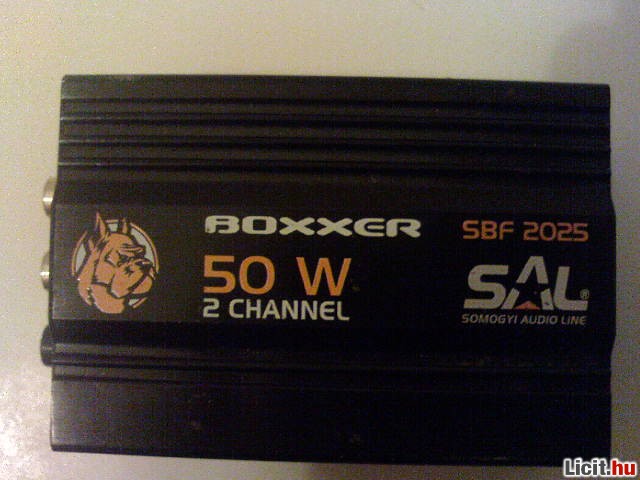 BOXXER
SBF 2025
50 W
2 CHANNEL
SAL®
SOMOGYI AUDIO LINE
Licit.hu